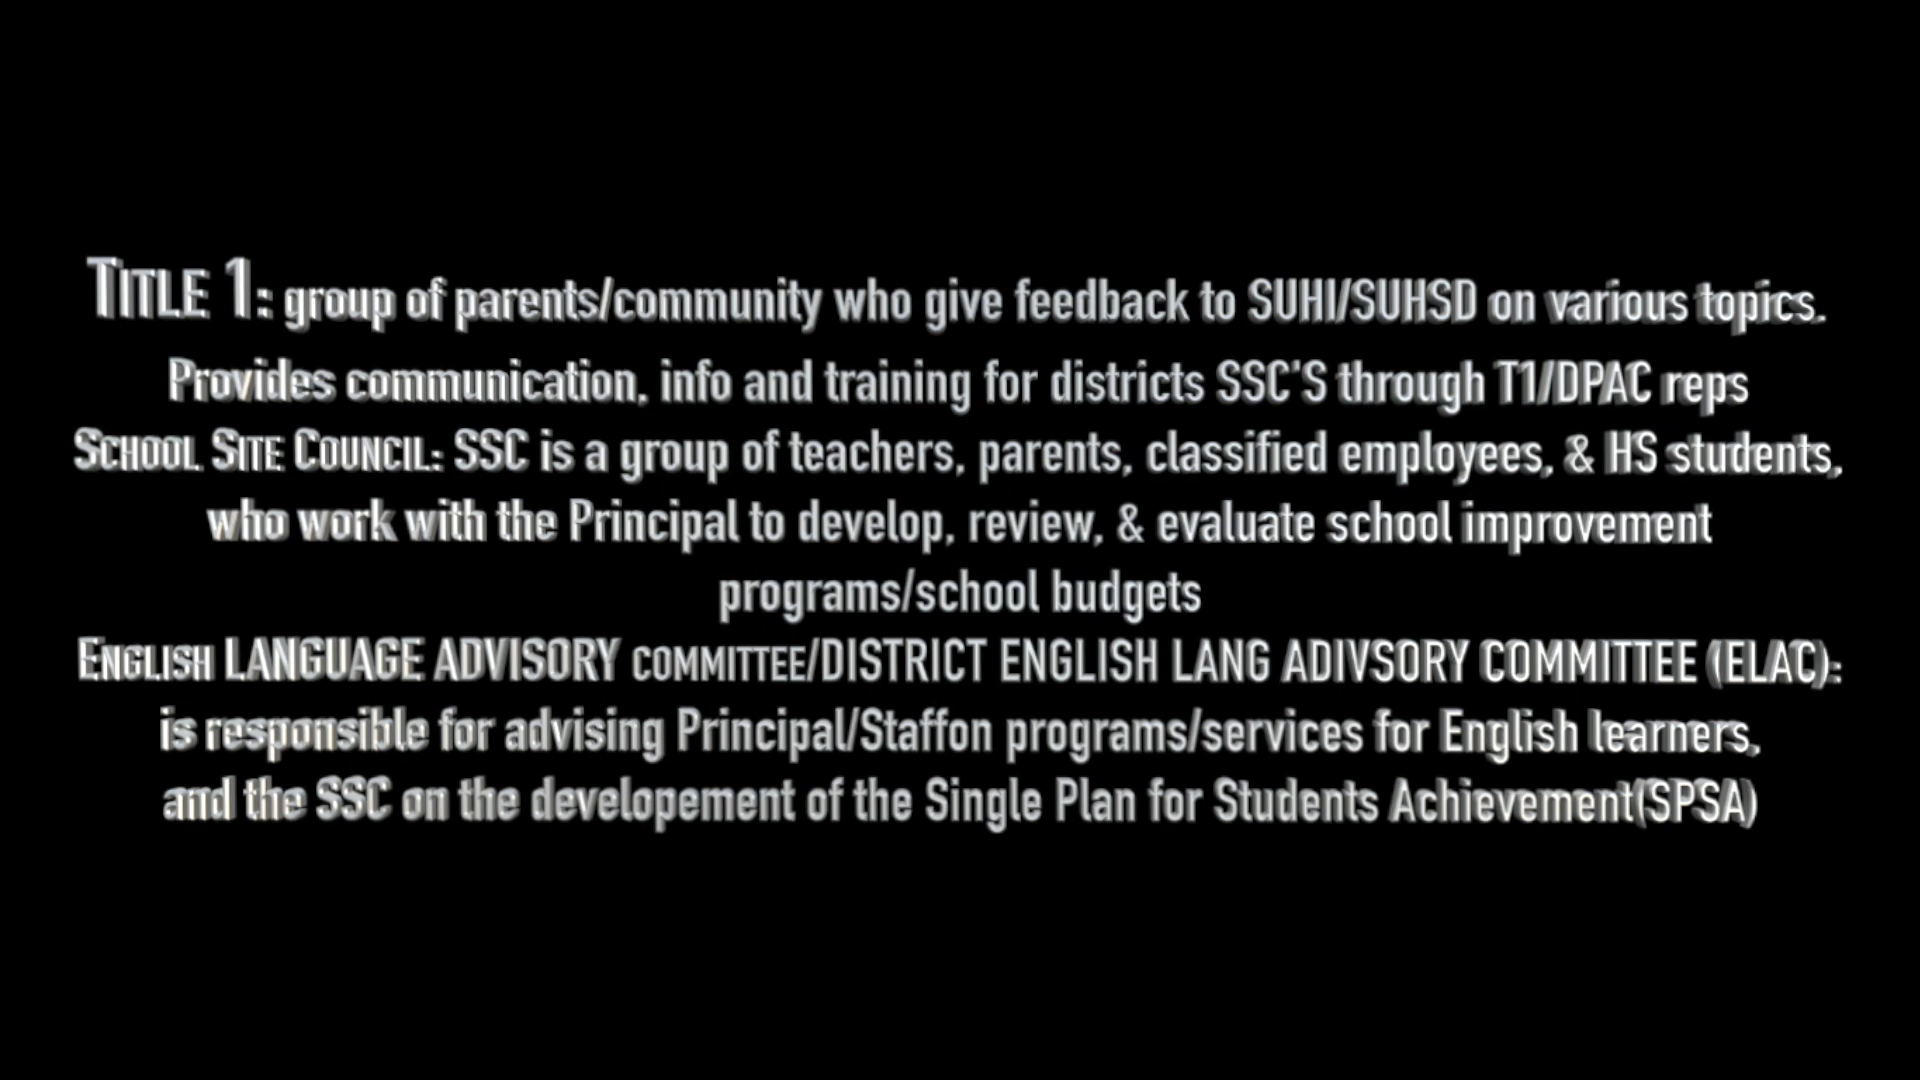 TITLE 1: group of parents/community who give feedback to SUHI/SUHSD on various topics.
Provides communication, info and training for districts SSC'S through T1/DPAC reps
SCHOOL SITE COUNCIL: SSC is a group of teachers, parents, classified employees, & HS students,
who work with the Principal to develop, review, & evaluate school improvement
programs/school budgets
ENGLISH LANGUAGE ADVISORY COMMITTEE/DISTRICT ENGLISH LANG ADIVSORY COMMITTEE (ELAC):
is responsible for advising Principal/Staffon programs/services for English learners,
and the SSC on the developement of the Single Plan for Students Achievement(SPSA)